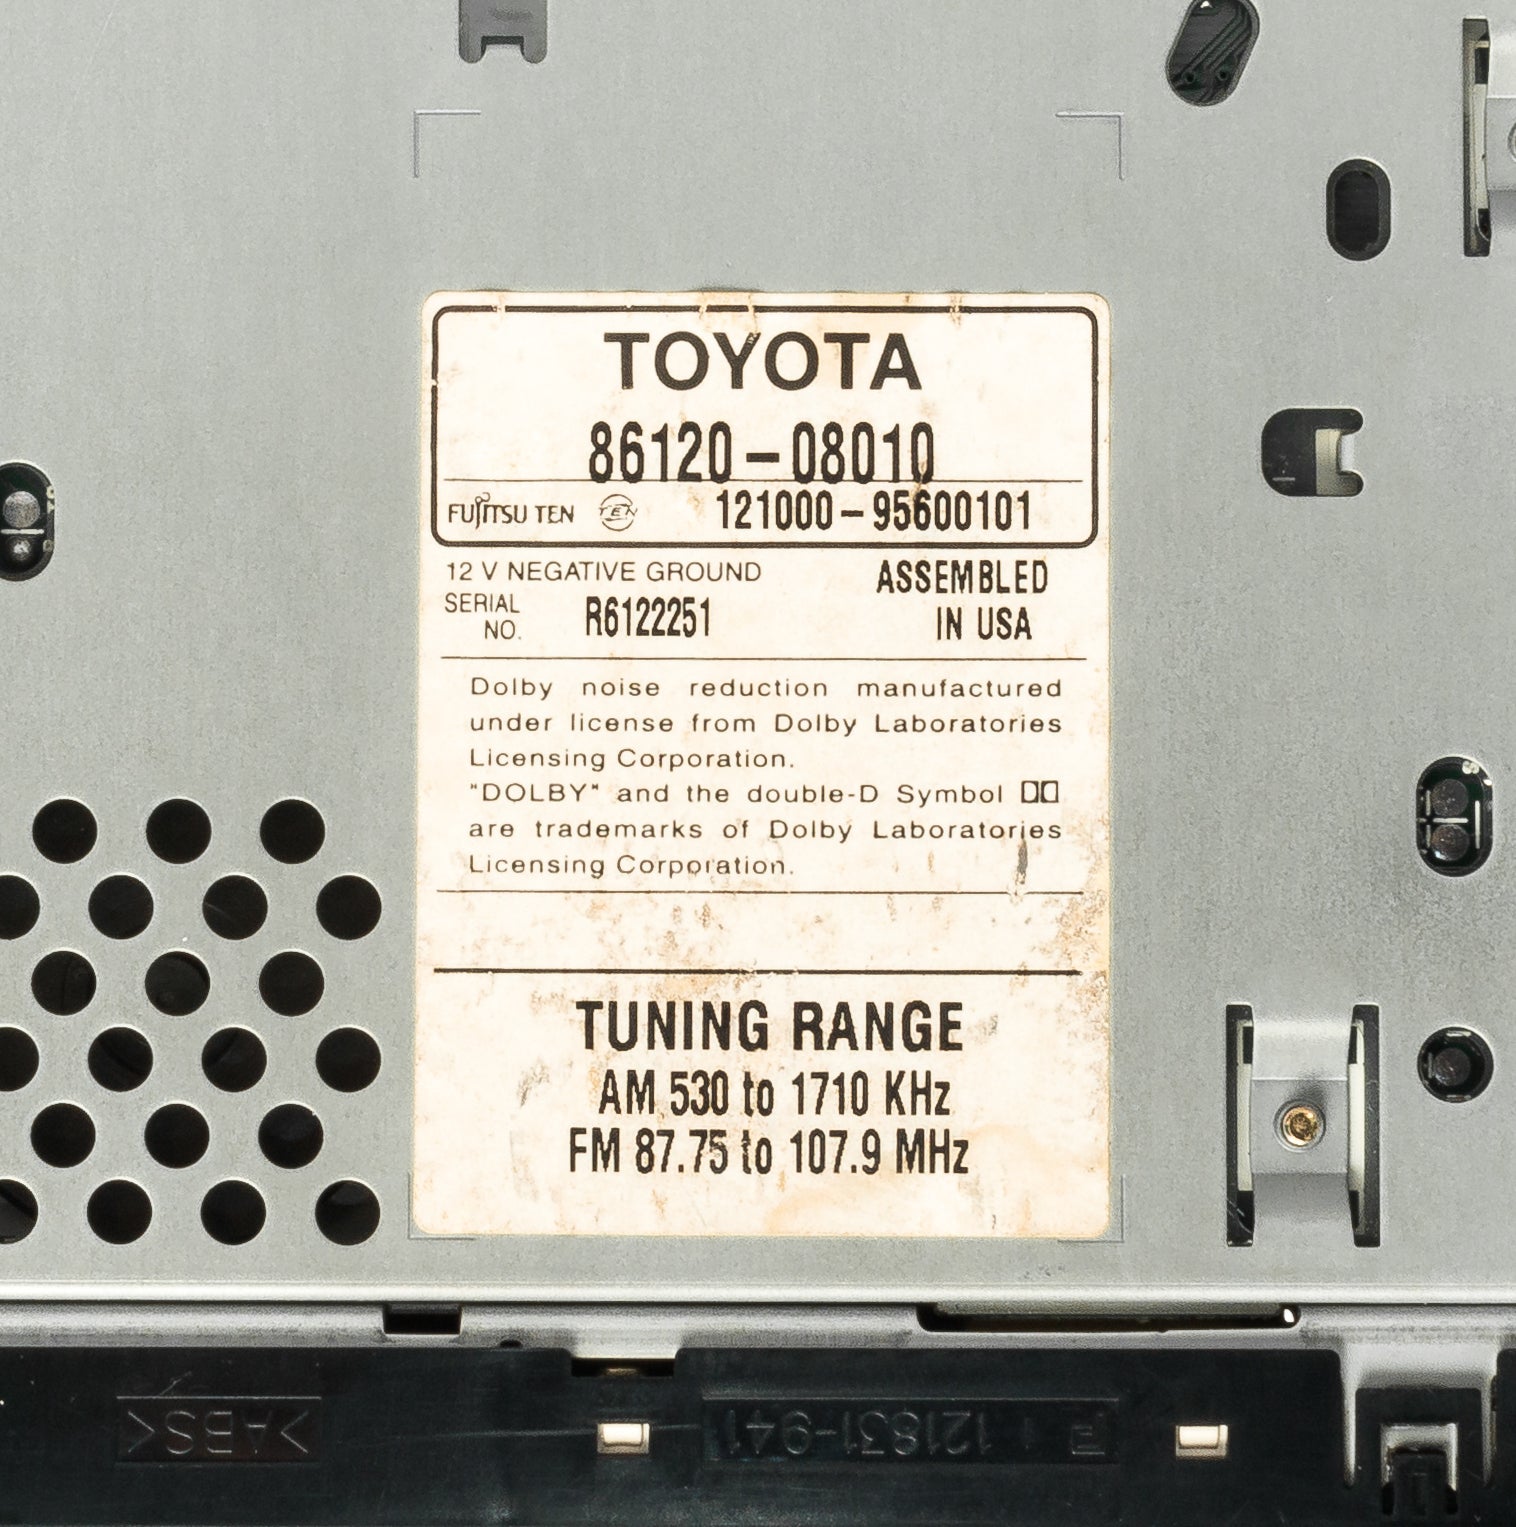 TOYOTA
86120-08010
FUJITSU TEN TEN 121000-95600101
12 V NEGATIVE GROUND
ASSEMBLED
IN USA
SERIAL
NO.
R6122251
Dolby noise reduction manufactured
under license from Dolby Laboratories
Licensing Corporation.
"DOLBY" and the double-D Symbol
are trademarks of Dolby Laboratories
Licensing Corporation.
TUNING RANGE
AM 530 to 1710 KHz
FM 87.75 to 107.9 MHz
>ABS<
121831-941